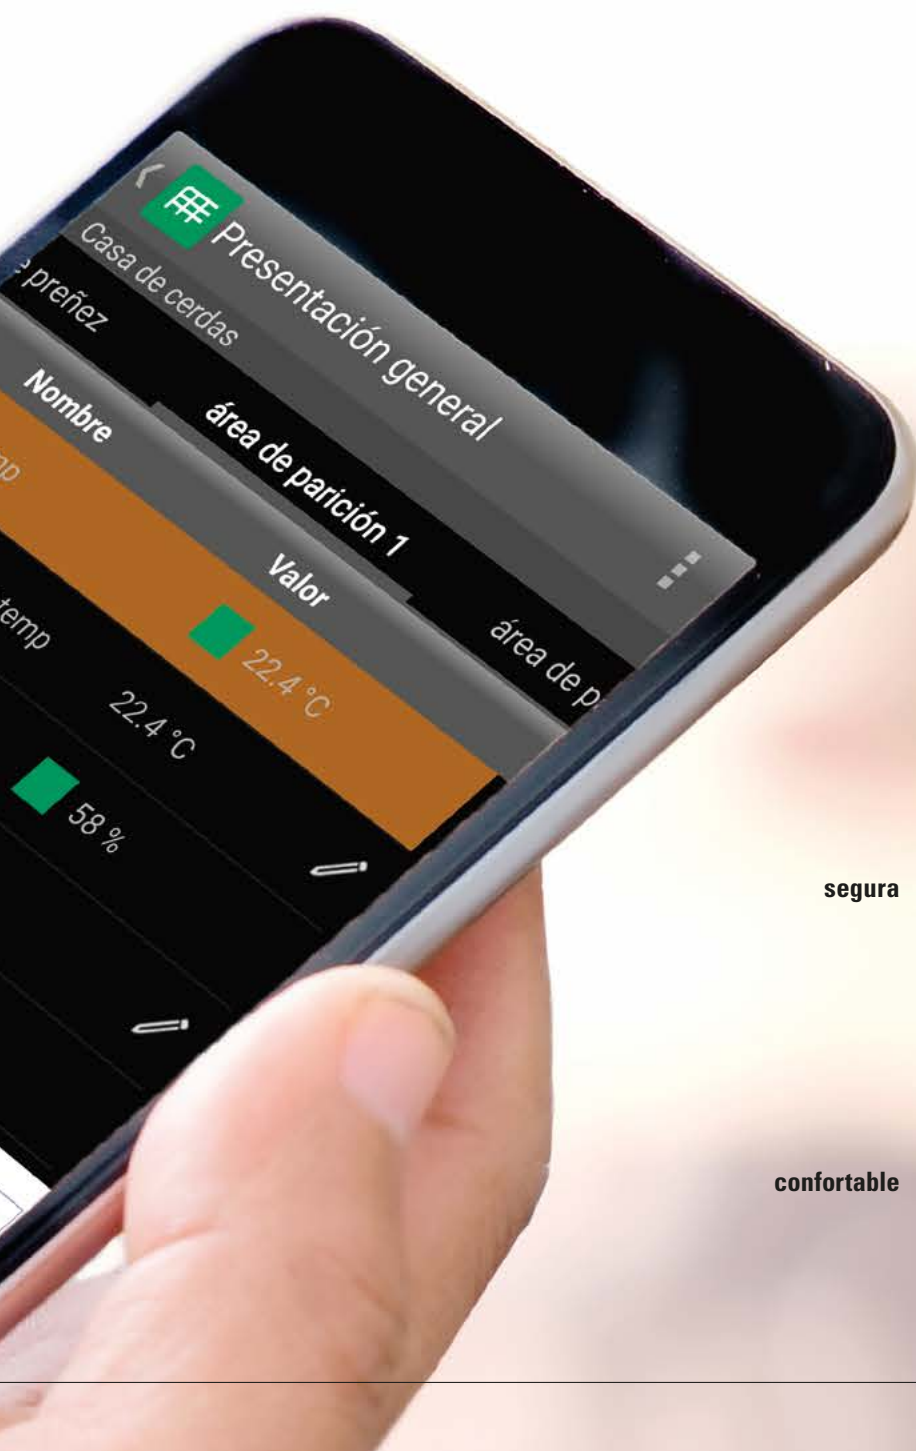 Presentación general
Casa de cerdas
preñez
área de parición 1
área de p
Nombre
Valor
22.4 °C
temp
22.4 °C
58 %
segura
confortable